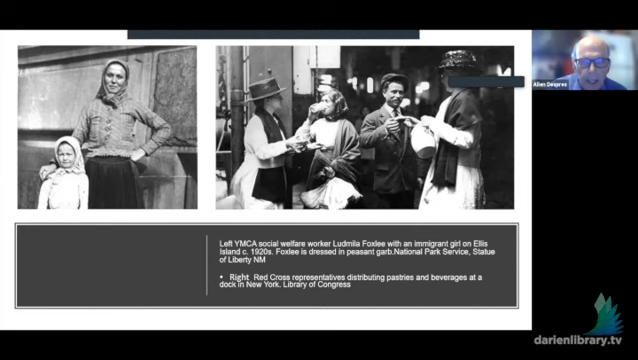 Allen Despres
Left YMCA social welfare worker Ludmila Foxlee with an immigrant girl on Ellis
Island c. 1920s. Foxlee is dressed in peasant garb.National Park Service, Statue
of Liberty NM
• Right Red Cross representatives distributing pastries and beverages at a
dock in New York. Library of Congress
darienlibrary.tv